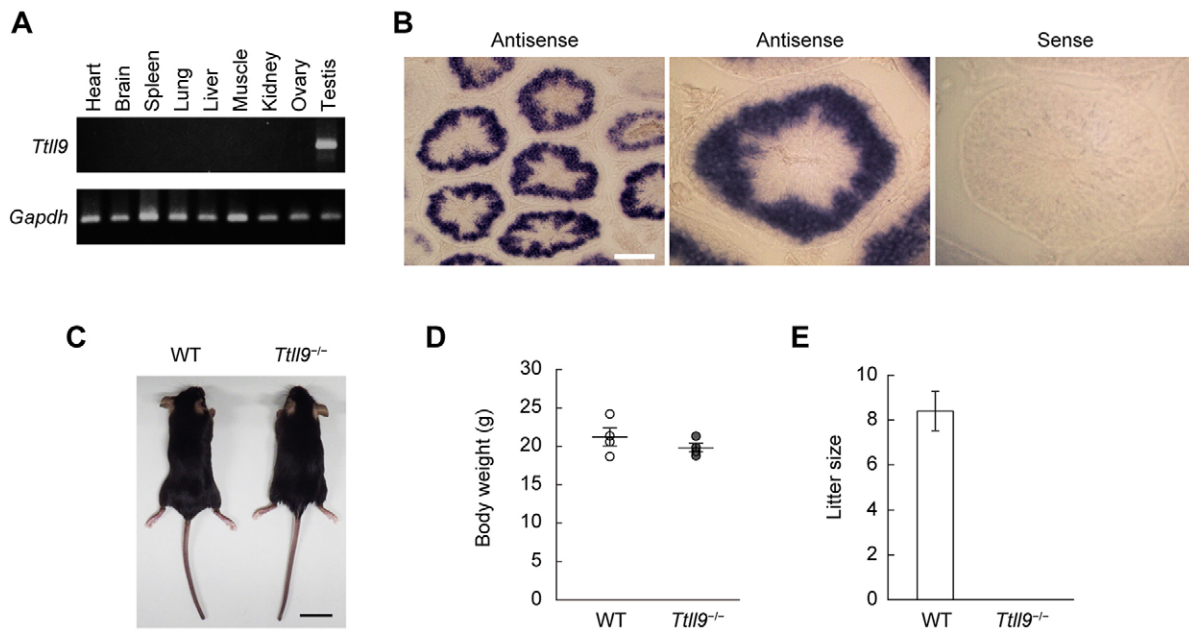 A
Heart
Brain
Spleen
Lung
Liver
Muscle
Kidney
Ovary
Testis
Ttll9
Gapdh
B
Antisense
Antisense
Sense
C
WT
Ttll9−/−
D
30
25
20
15
10
5
0
Body weight (g)
WT
Ttll9−/−
E
10
8
6
4
2
0
Litter size
WT
Ttll9−/−